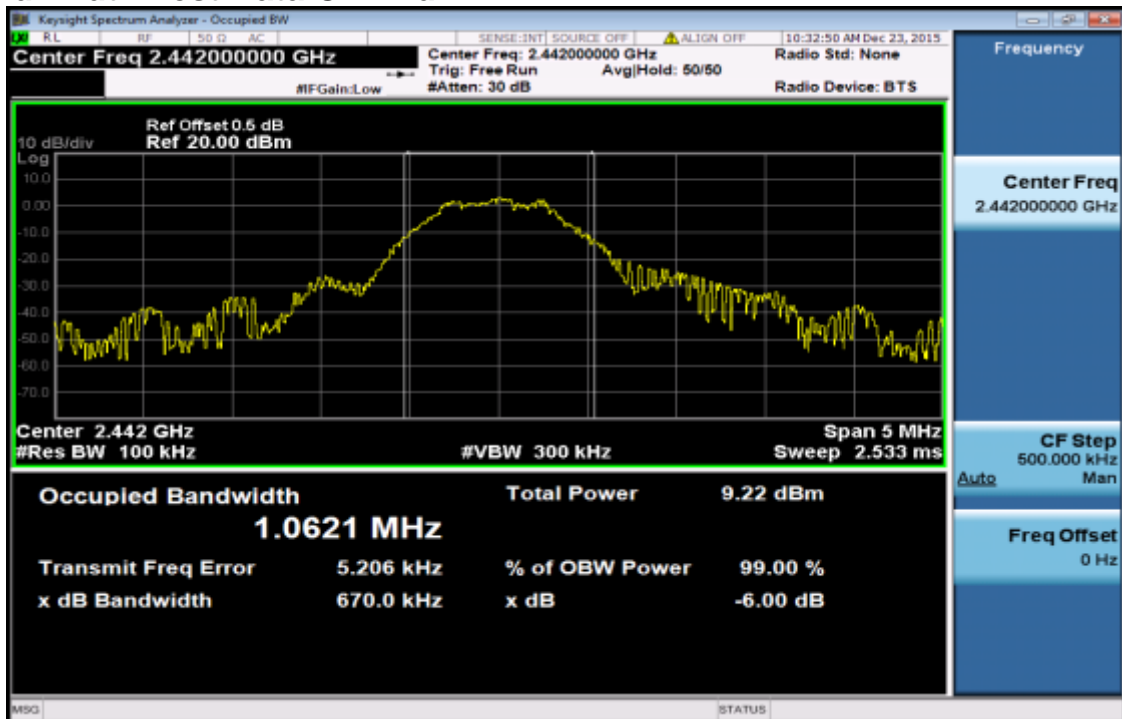 Keysight Spectrum Analyzer - Occupied BW
RL RF 50 Ω AC SENSE:INT SOURCE OFF ALIGN OFF 10:32:50 AM Dec 23, 2015
Center Freq 2.442000000 GHz
Center Freq: 2.442000000 GHz
Radio Std: None
Trig: Free Run Avg|Hold: 50/50
#IFGain:Low
#Atten: 30 dB
Radio Device: BTS
Ref Offset 0.5 dB
10 dB/div Ref 20.00 dBm
Log
10.0
0.00
-10.0
-20.0
-30.0
-40.0
-50.0
-60.0
-70.0
Center 2.442 GHz Span 5 MHz
#Res BW 100 kHz #VBW 300 kHz Sweep 2.533 ms
Occupied Bandwidth Total Power 9.22 dBm
1.0621 MHz
Transmit Freq Error 5.206 kHz % of OBW Power 99.00 %
x dB Bandwidth 670.0 kHz x dB -6.00 dB
MSG STATUS
Frequency
Center Freq
2.442000000 GHz
CF Step
500.000 kHz
Auto Man
Freq Offset
0 Hz